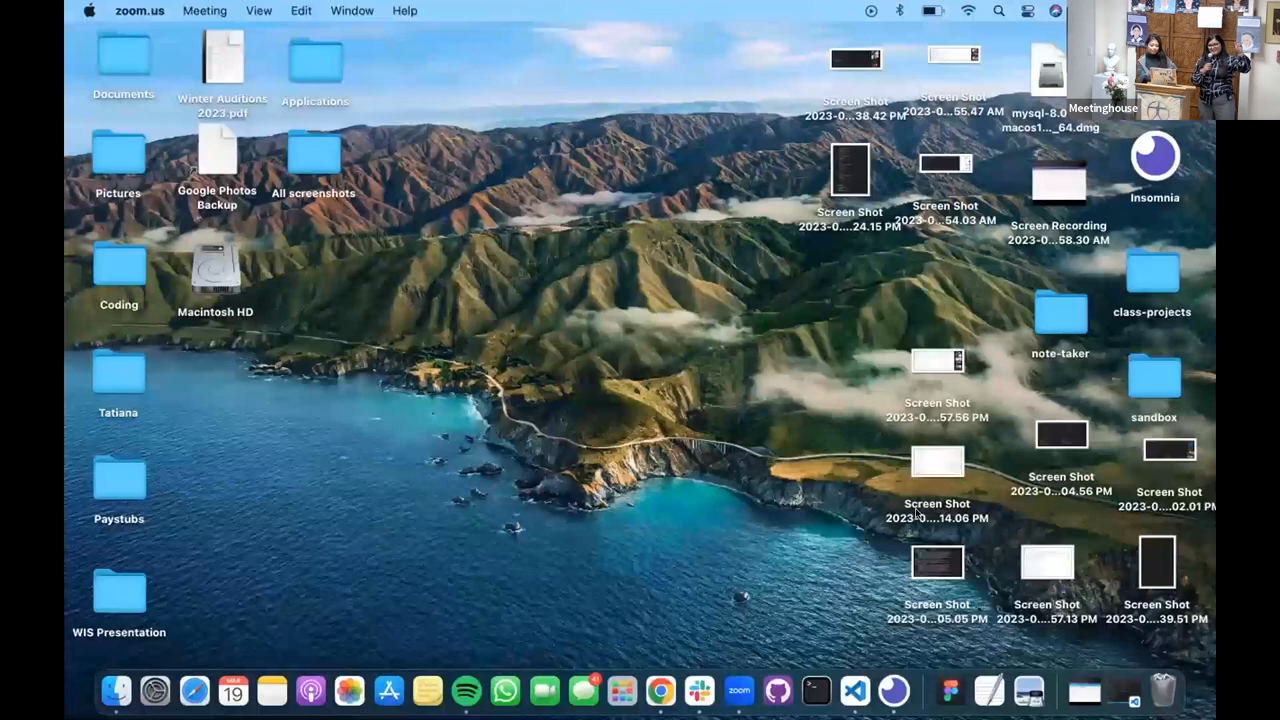 zoom.us Meeting View Edit Window Help
Meetinghouse
Documents
Winter Auditions
2023.pdf
Applications
Screen Shot
2023-0...38.42 PM
Screen Shot
2023-0...55.47 AM
mysql-8.0
macos1..._64.dmg
Pictures
Google Photos
Backup
All screenshots
Screen Shot
2023-0....24.15 PM
Screen Shot
2023-0...54.03 AM
Screen Recording
2023-0...58.30 AM
Insomnia
Coding
Macintosh HD
note-taker
class-projects
Tatiana
Screen Shot
2023-0...57.56 PM
sandbox
Paystubs
Screen Shot
2023-0....14.06 PM
Screen Shot
2023-0...04.56 PM
Screen Shot
2023-0....02.01 PM
WIS Presentation
Screen Shot
2023-0...05.05 PM
Screen Shot
2023-0....57.13 PM
Screen Shot
2023-0....39.51 PM
MAR
19
41
zoom